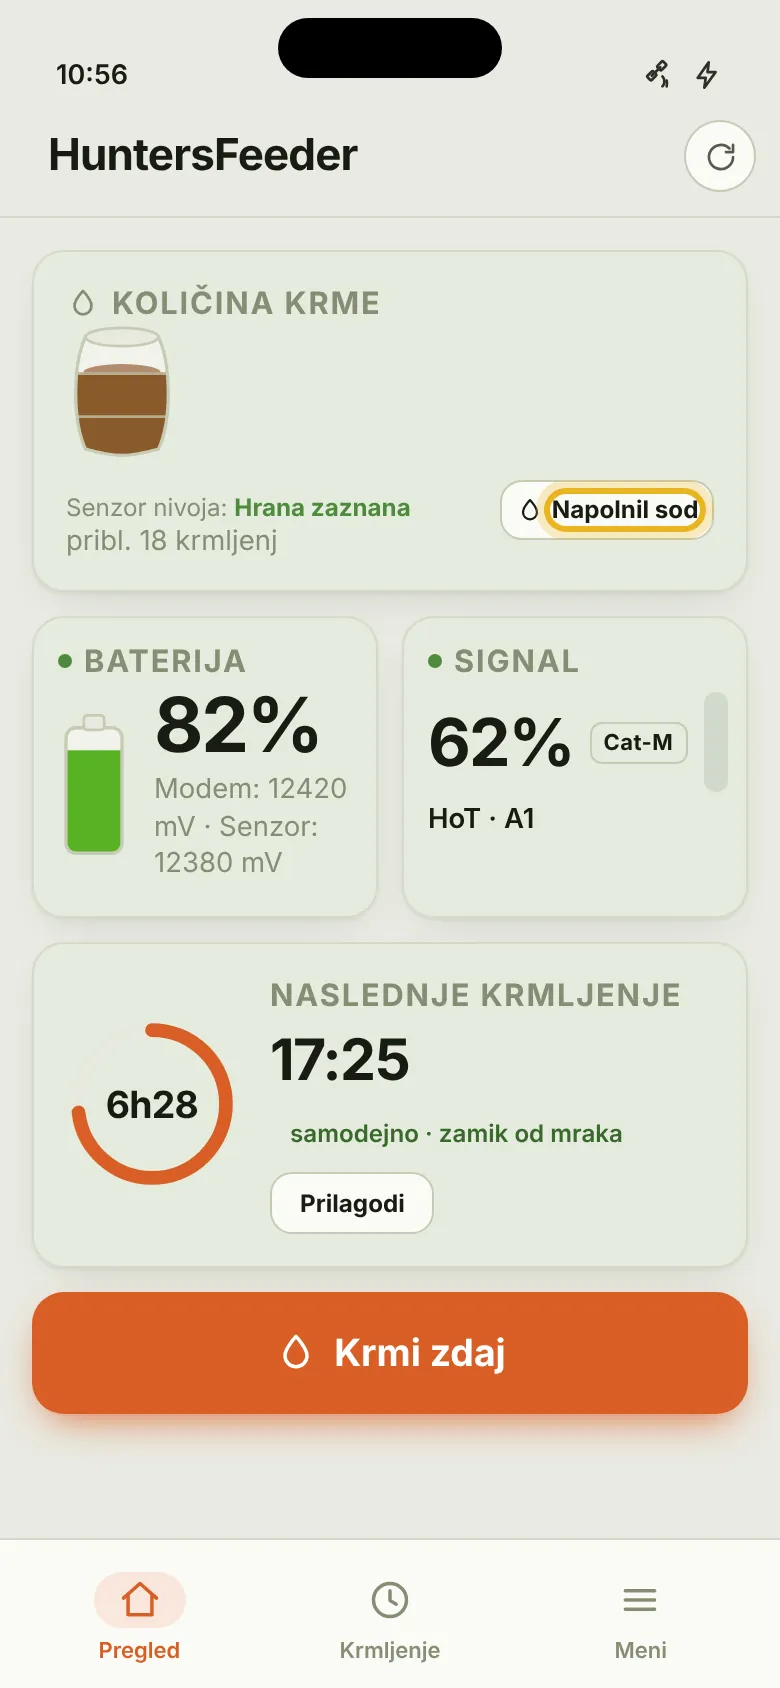 10:56
HuntersFeeder
KOLIČINA KRME
Senzor nivoja: Hrana zaznana
pribl. 18 krmljenj
Napolnil sod
BATERIJA
82%
Modem: 12420
mV · Senzor:
12380 mV
SIGNAL
62%
Cat-M
HoT · A1
NASLEDNJE KRMLJENJE
6h28
17:25
samodejno · zamik od mraka
Prilagodi
Krmi zdaj
Pregled
Krmljenje
Meni